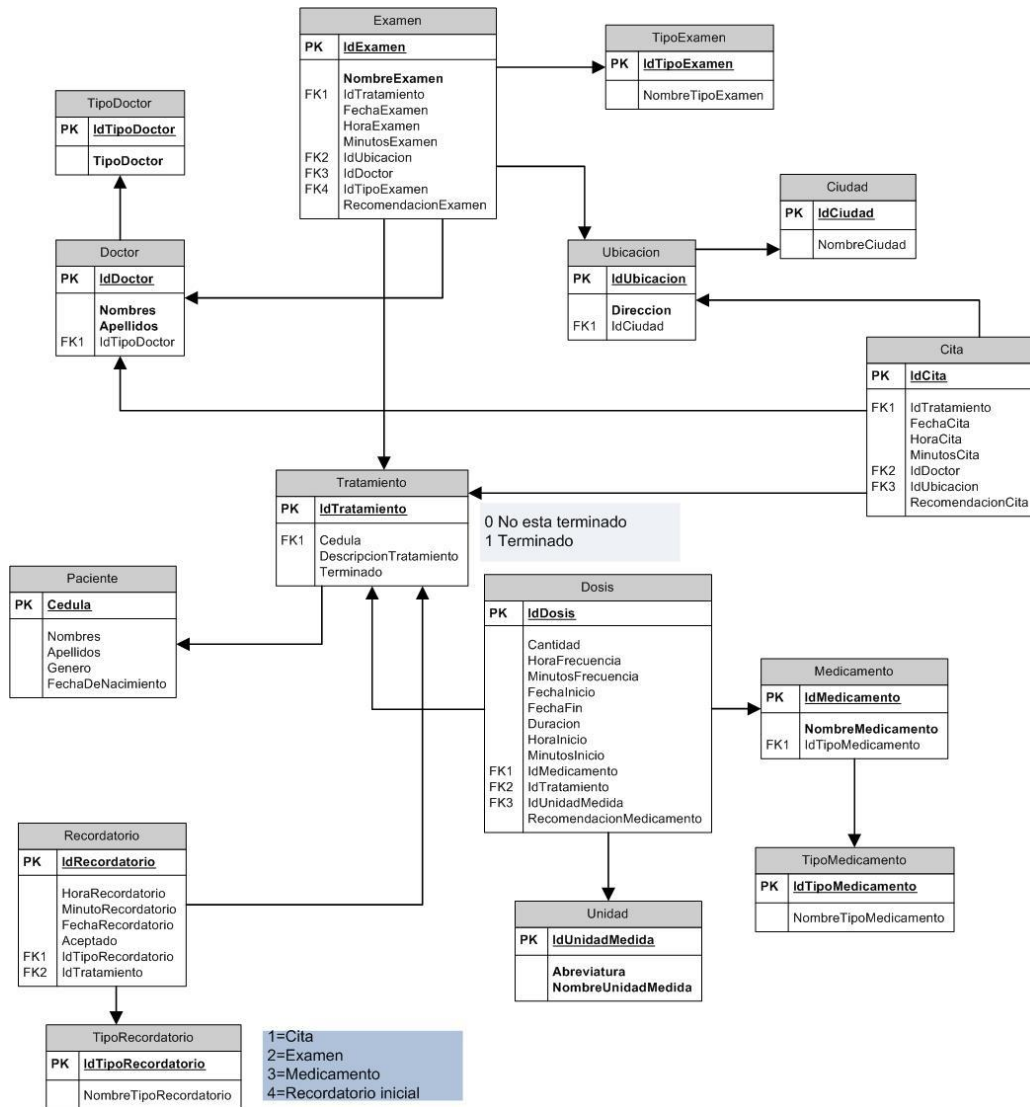 Examen
PK IdExamen
NombreExamen
FK1 IdTratamiento
FechaExamen
HoraExamen
MinutosExamen
FK2 IdUbicacion
FK3 IdDoctor
FK4 IdTipoExamen
RecomendacionExamen
TipoExamen
PK IdTipoExamen
NombreTipoExamen
TipoDoctor
PK IdTipoDoctor
TipoDoctor
Ciudad
PK IdCiudad
NombreCiudad
Doctor
PK IdDoctor
Nombres
Apellidos
FK1 IdTipoDoctor
Ubicacion
PK IdUbicacion
Direccion
FK1 IdCiudad
Cita
PK IdCita
FK1 IdTratamiento
FechaCita
HoraCita
MinutosCita
FK2 IdDoctor
FK3 IdUbicacion
RecomendacionCita
Tratamiento
PK IdTratamiento
FK1 Cedula
DescripcionTratamiento
Terminado
0 No esta terminado
1 Terminado
Paciente
PK Cedula
Nombres
Apellidos
Genero
FechaDeNacimiento
Dosis
PK IdDosis
Cantidad
HoraFrecuencia
MinutosFrecuencia
FechaInicio
FechaFin
Duracion
HoraInicio
MinutosInicio
FK1 IdMedicamento
FK2 IdTratamiento
FK3 IdUnidadMedida
RecomendacionMedicamento
Medicamento
PK IdMedicamento
NombreMedicamento
FK1 IdTipoMedicamento
Recordatorio
PK IdRecordatorio
HoraRecordatorio
MinutoRecordatorio
FechaRecordatorio
Aceptado
FK1 IdTipoRecordatorio
FK2 IdTratamiento
TipoMedicamento
PK IdTipoMedicamento
NombreTipoMedicamento
Unidad
PK IdUnidadMedida
Abreviatura
NombreUnidadMedida
TipoRecordatorio
PK IdTipoRecordatorio
NombreTipoRecordatorio
1=Cita
2=Examen
3=Medicamento
4=Recordatorio inicial